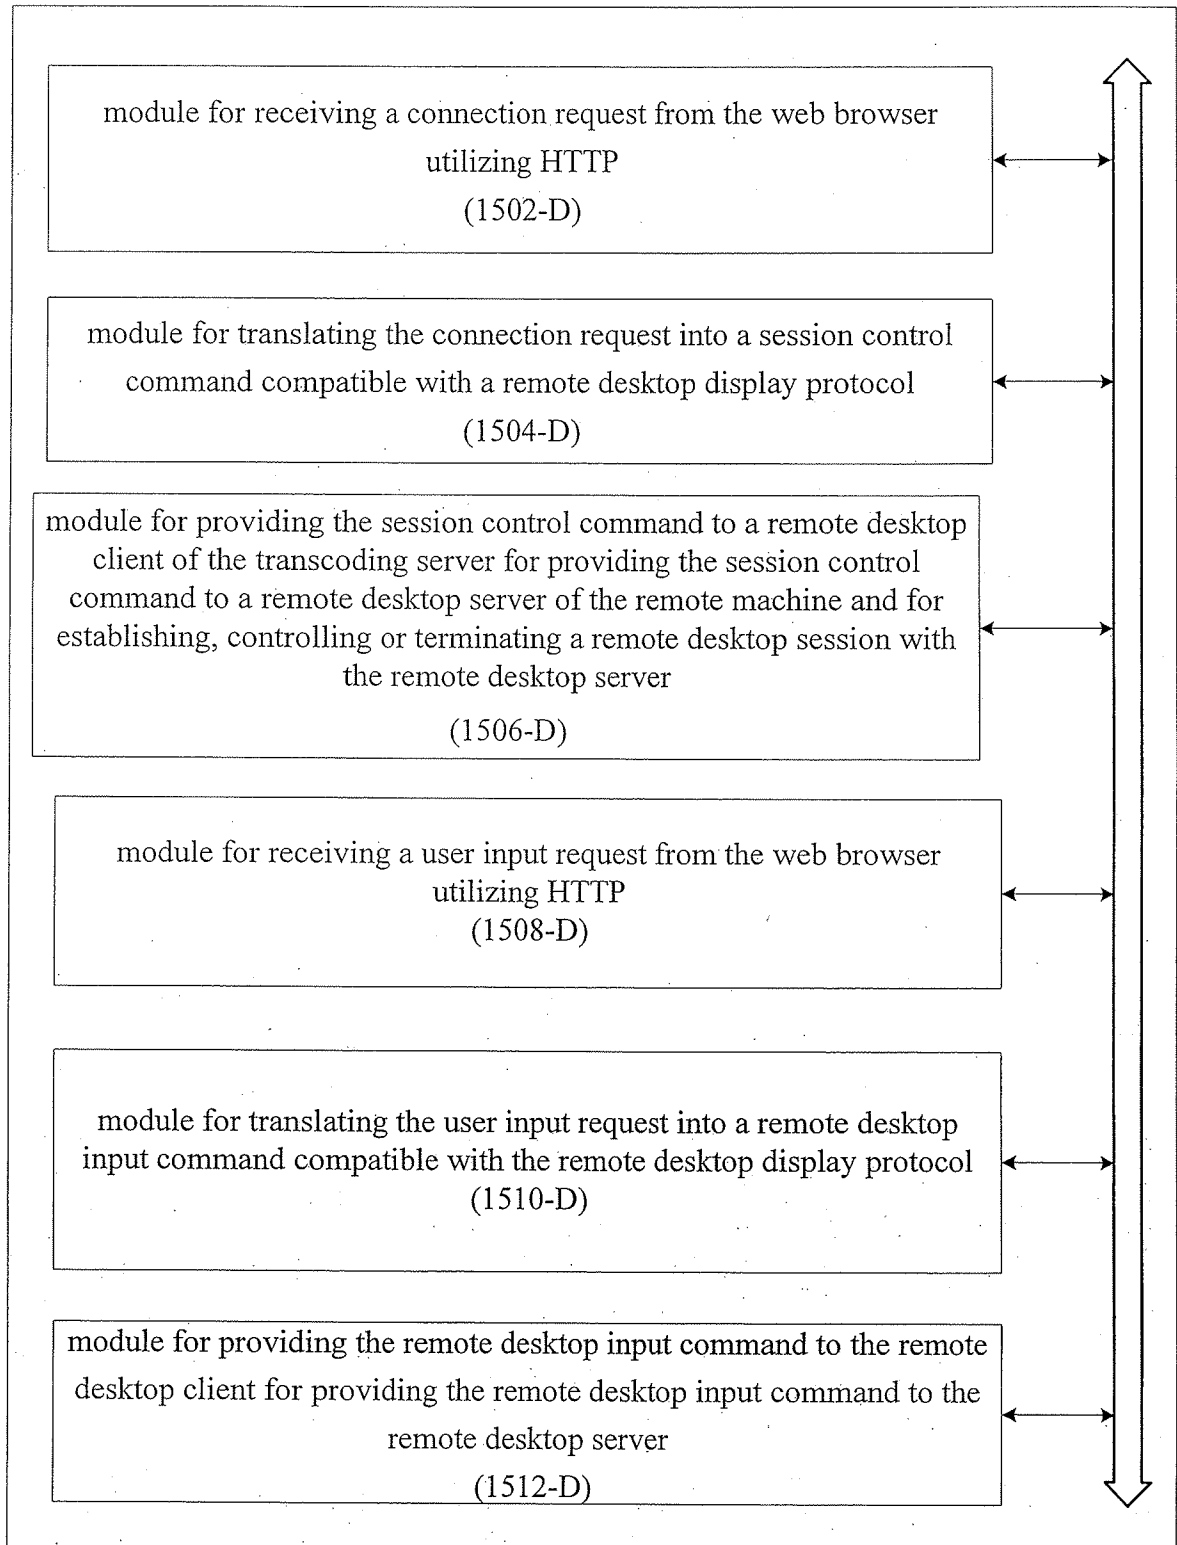 module for receiving a connection request from the web browser
utilizing HTTP
(1502-D)
module for translating the connection request into a session control
command compatible with a remote desktop display protocol
(1504-D)
module for providing the session control command to a remote desktop
client of the transcoding server for providing the session control
command to a remote desktop server of the remote machine and for
establishing, controlling or terminating a remote desktop session with
the remote desktop server
(1506-D)
module for receiving a user input request from the web browser
utilizing HTTP
(1508-D)
module for translating the user input request into a remote desktop
input command compatible with the remote desktop display protocol
(1510-D)
module for providing the remote desktop input command to the remote
desktop client for providing the remote desktop input command to the
remote desktop server
(1512-D)